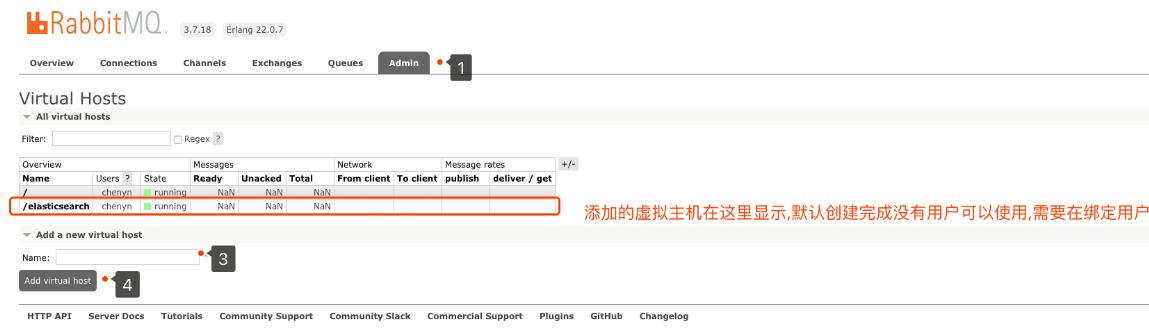 RabbitMQ 3.7.18 Erlang 22.0.7
Overview Connections Channels Exchanges Queues Admin 1
Virtual Hosts
All virtual hosts
Filter: Regex ?
Overview Messages Network Message rates +/-
Name Users ? State Ready Unacked Total From client To client publish deliver / get
/ chenyn running NaN NaN NaN
/elasticsearch chenyn running NaN NaN NaN
添加的虚拟主机在这里显示,默认创建完成没有用户可以使用,需要在绑定用户
Add a new virtual host
Name: 3
Add virtual host 4
HTTP API Server Docs Tutorials Community Support Community Slack Commercial Support Plugins GitHub Changelog